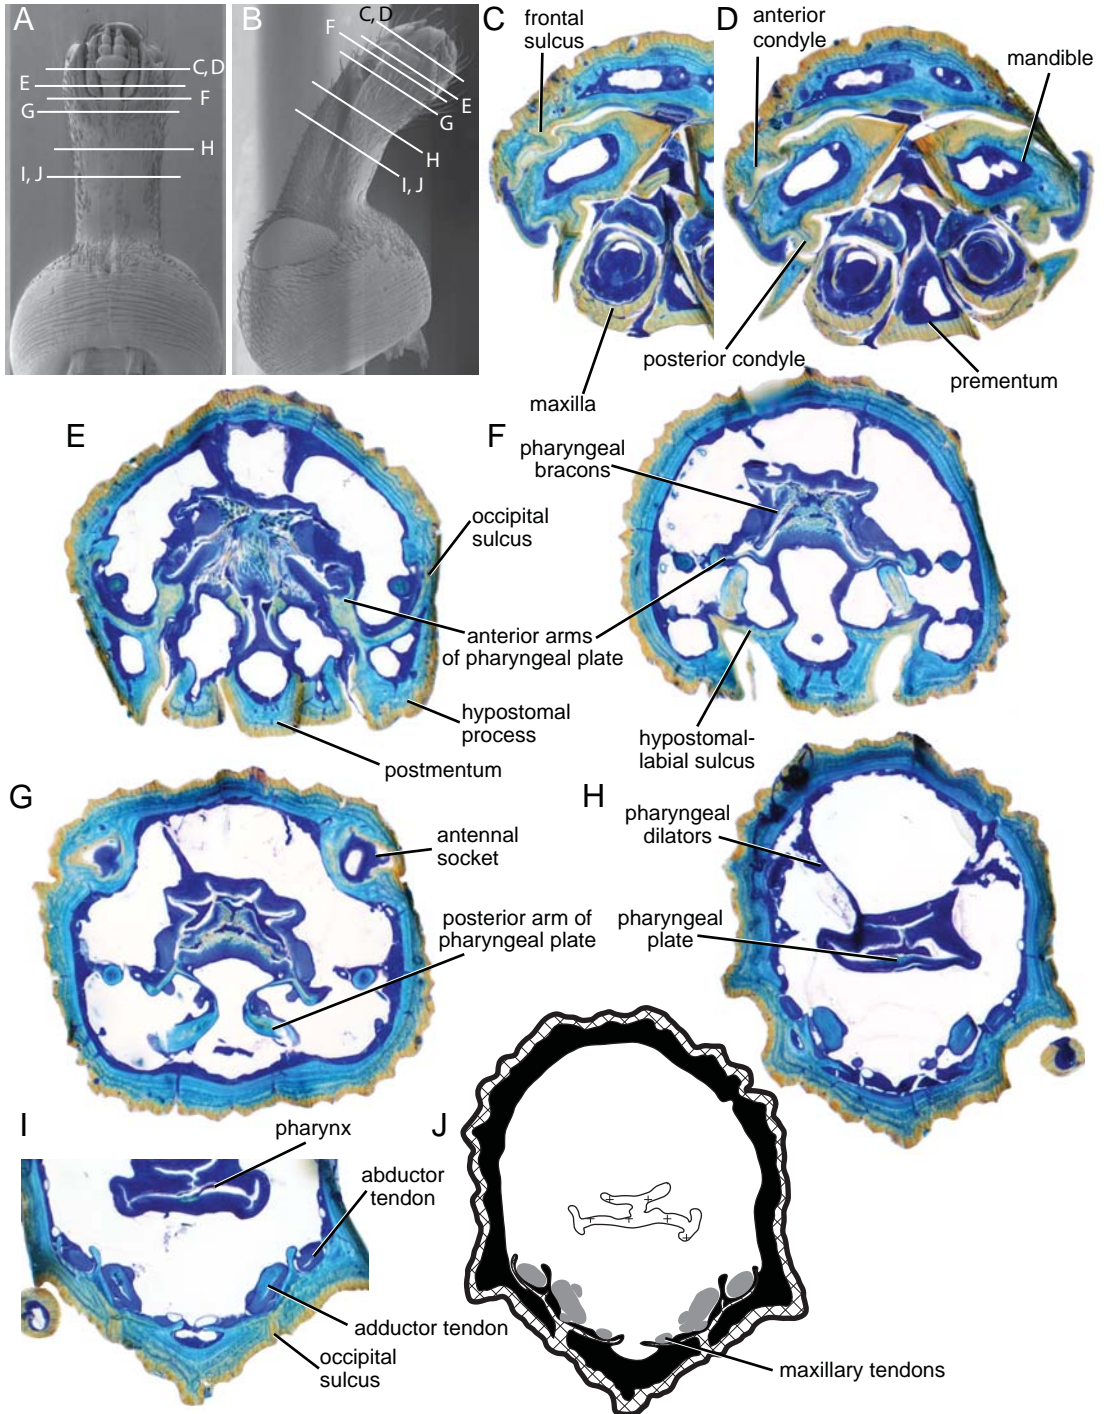 A
C, D
E
F
G
H
I, J
B
C, D
F
E
G
H
I, J
C
frontal
sulcus
D
anterior
condyle
mandible
posterior condyle
maxilla
prementum
E
occipital
sulcus
F
pharyngeal
bracons
anterior arms
of pharyngeal plate
hypostomal
process
postmentum
hypostomal-
labial sulcus
G
antennal
socket
posterior arm of
pharyngeal plate
H
pharyngeal
dilators
pharyngeal
plate
I
pharynx
abductor
tendon
adductor tendon
occipital
sulcus
J
maxillary tendons